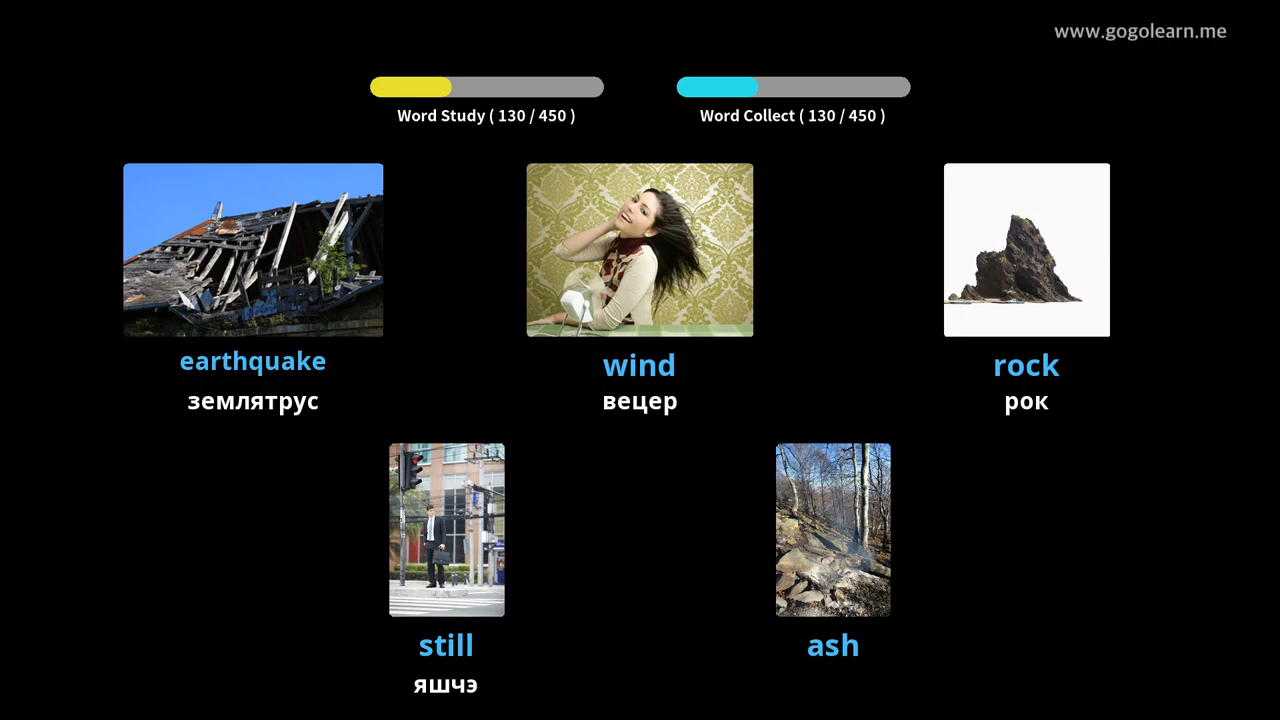 www.gogolearn.me
Word Study ( 130 / 450 )
Word Collect ( 130 / 450 )
earthquake
землятрус
wind
вецер
rock
рок
still
яшчэ
ash